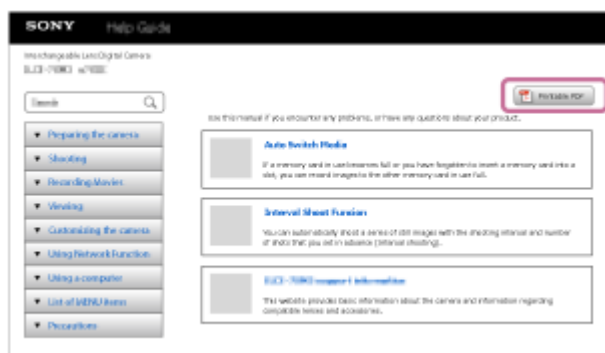 SONY Help Guide
Interchangeable Lens Digital Camera
Search
Printable PDF
Use this manual if you encounter any problems, or have any questions about your product.
Preparing the camera
Shooting
Recording Movies
Viewing
Customizing the camera
Using Network Function
Using a computer
List of MENU items
Precautions
Auto Switch Media
If a memory card in use becomes full or you have forgotten to insert a memory card into a
slot, you can record images to the other memory card in use full.
Interval Shoot Funcion
You can automatically shoot a series of still images with the shooting interval and number
of shots that you set in advance (Interval shooting).
support information
This website provides basic information about the camera and information regarding
compatible lenses and accessories.